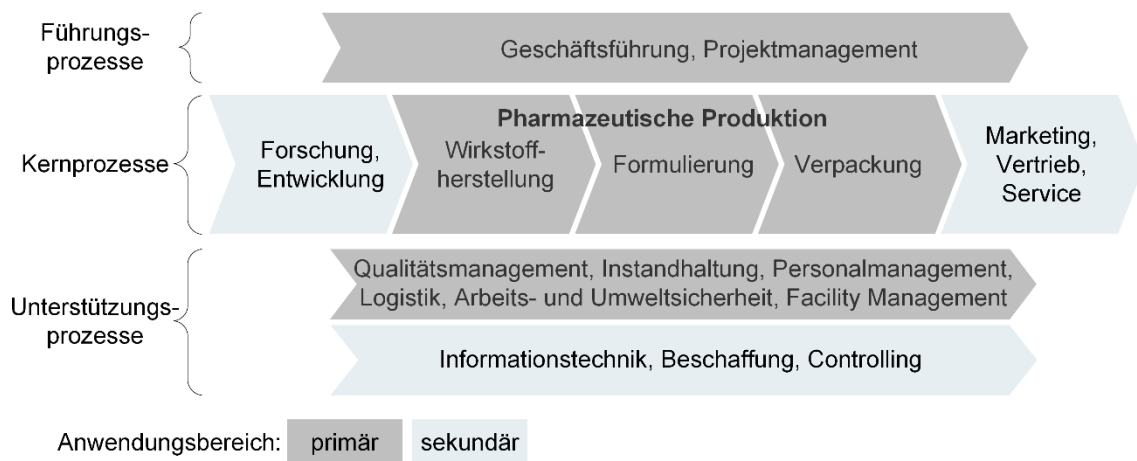 Führungs-
prozesse
Geschäftsführung, Projektmanagement
Kernprozesse
Pharmazeutische Produktion
Forschung,
Entwicklung
Wirkstoff-
herstellung
Formulierung
Verpackung
Marketing,
Vertrieb,
Service
Unterstützungs-
prozesse
Qualitätsmanagement, Instandhaltung, Personalmanagement,
Logistik, Arbeits- und Umweltsicherheit, Facility Management
Informationstechnik, Beschaffung, Controlling
Anwendungsbereich: primär sekundär